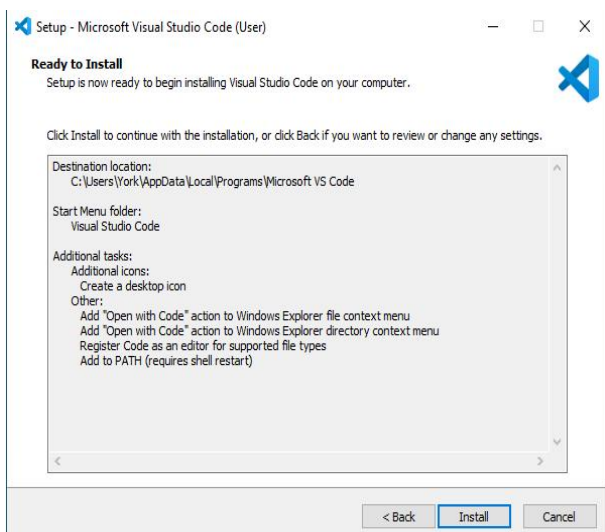 Setup - Microsoft Visual Studio Code (User)
Ready to Install
Setup is now ready to begin installing Visual Studio Code on your computer.
Click Install to continue with the installation, or click Back if you want to review or change any settings.
Destination location:
C:\Users\York\AppData\Local\Programs\Microsoft VS Code
Start Menu folder:
Visual Studio Code
Additional tasks:
Additional icons:
Create a desktop icon
Other:
Add "Open with Code" action to Windows Explorer file context menu
Add "Open with Code" action to Windows Explorer directory context menu
Register Code as an editor for supported file types
Add to PATH (requires shell restart)
< Back Install Cancel